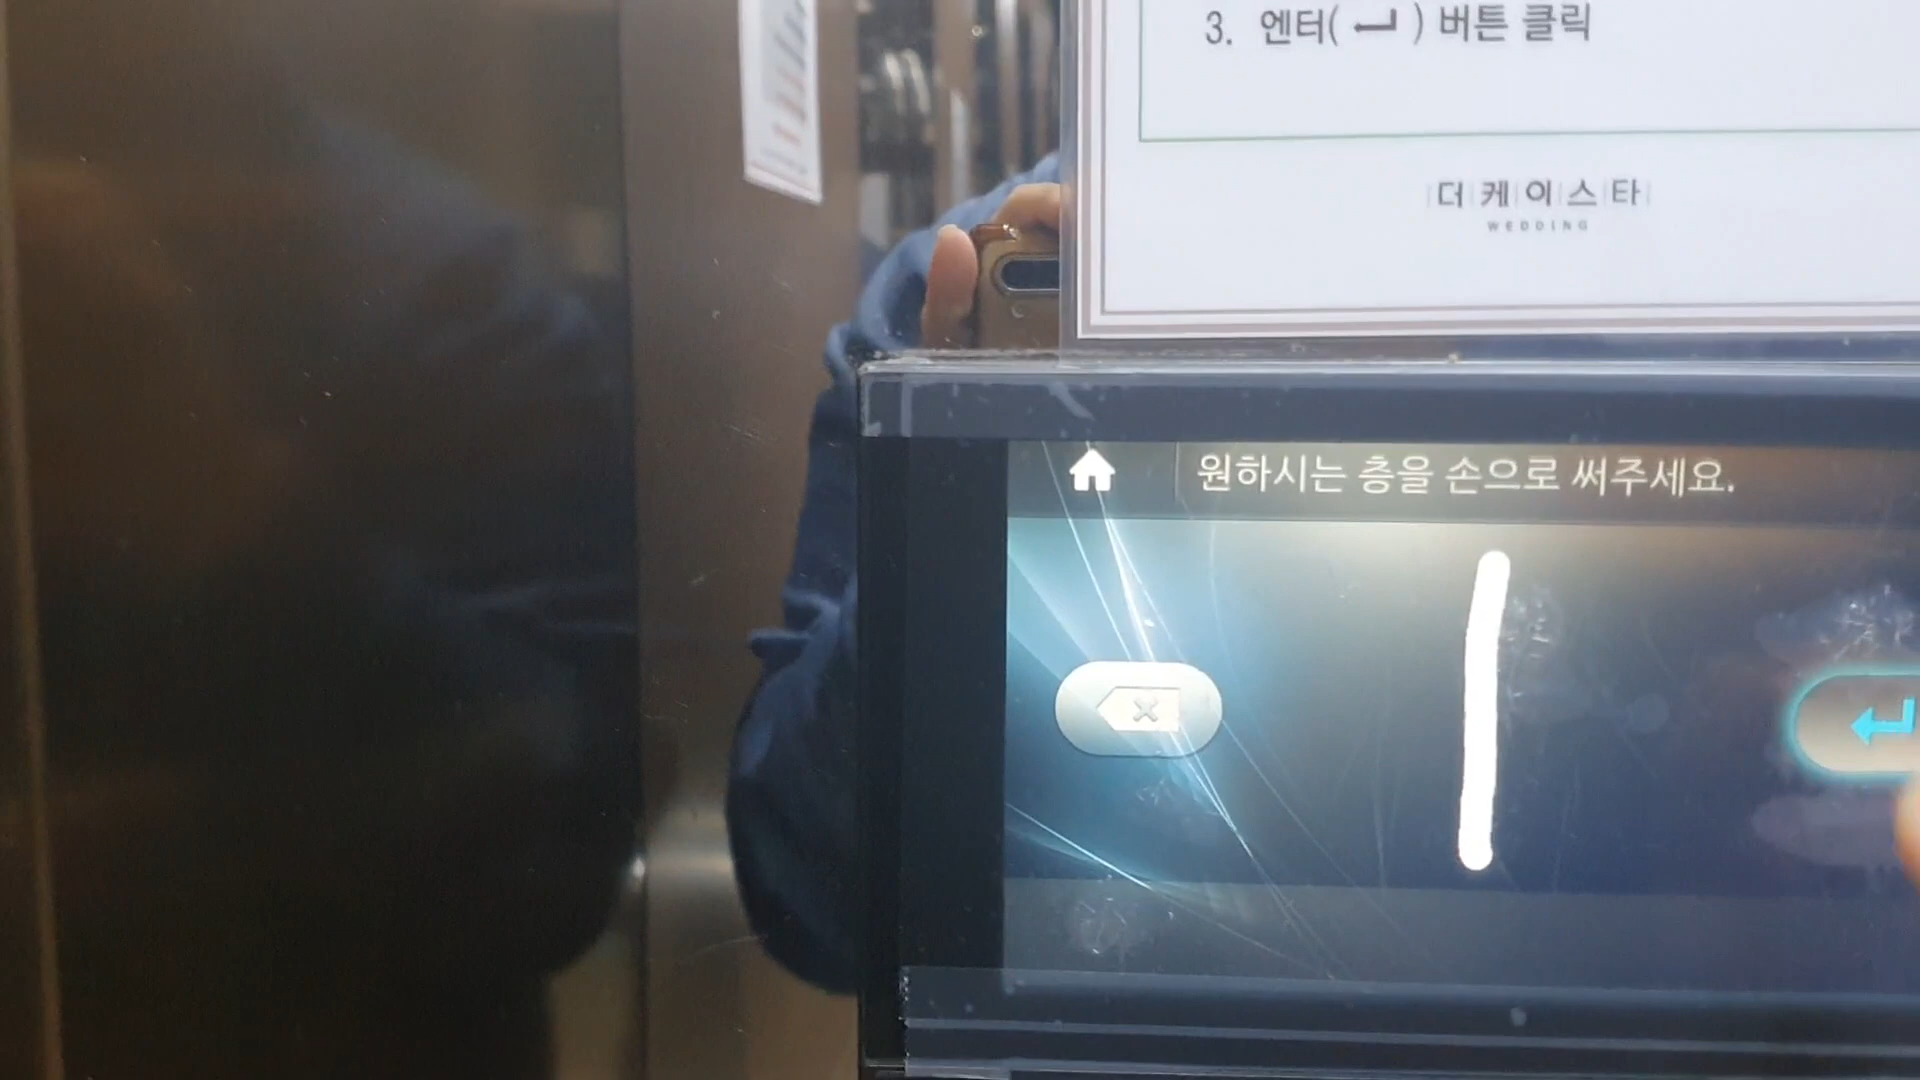 3. 엔터( ↵ ) 버튼 클릭
더케이스타
WEDDING
원하시는 층을 손으로 써주세요.